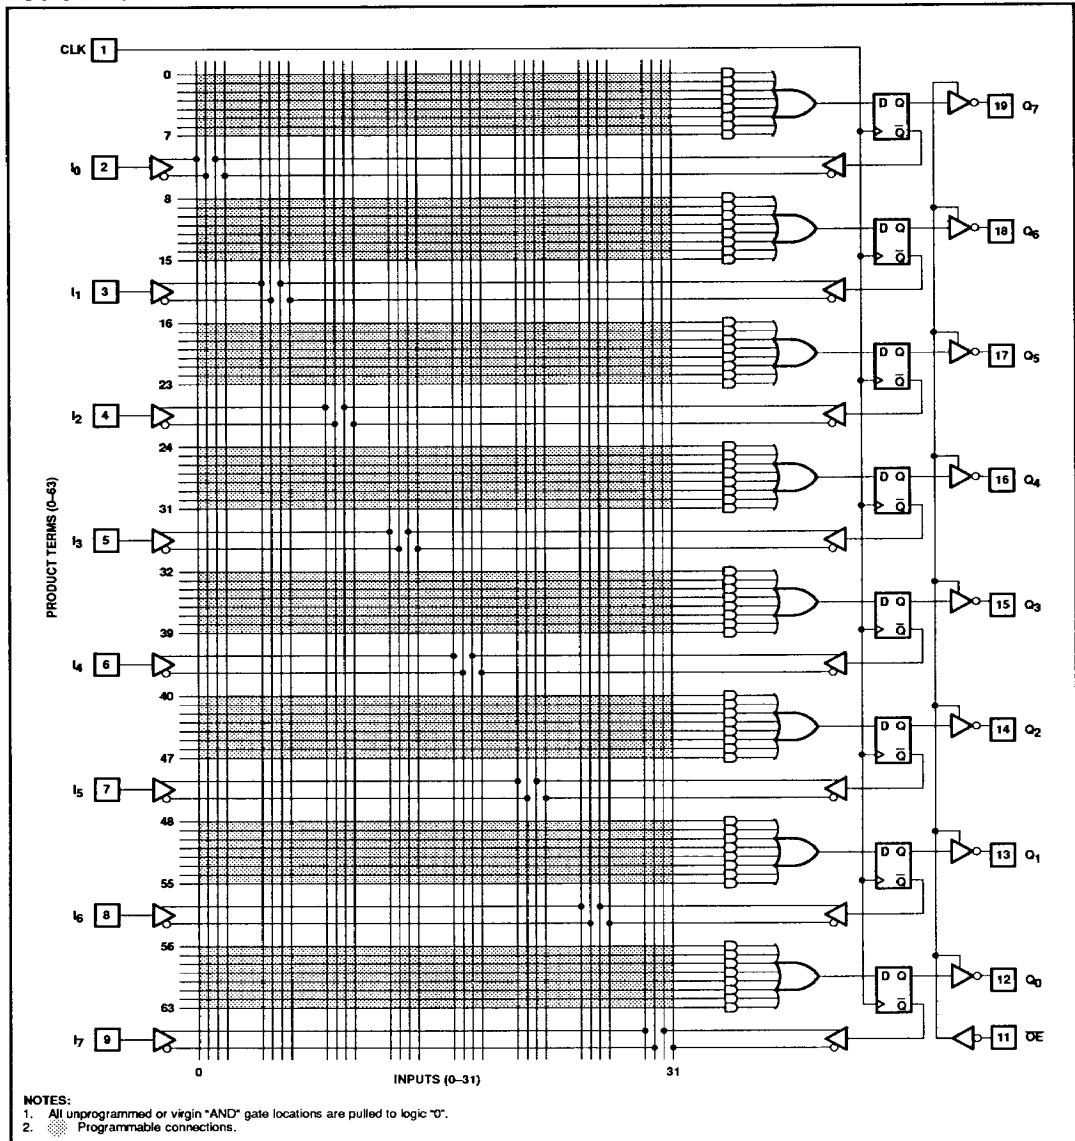 CLK 1
0
D Q
19 Q7
7
Q̅
I0 2
8
D Q
18 Q6
15
Q̅
I1 3
16
D Q
17 Q5
23
Q̅
I2 4
24
D Q
16 Q4
31
Q̅
I3 5
PRODUCT TERMS (0–63)
32
D Q
15 Q3
39
Q̅
I4 6
40
D Q
14 Q2
47
Q̅
I5 7
48
D Q
13 Q1
55
Q̅
I6 8
56
D Q
12 Q0
63
Q̅
I7 9
11 O̅E̅
0
INPUTS (0–31)
31
NOTES:
1. All unprogrammed or virgin "AND" gate locations are pulled to logic "0".
2. Programmable connections.